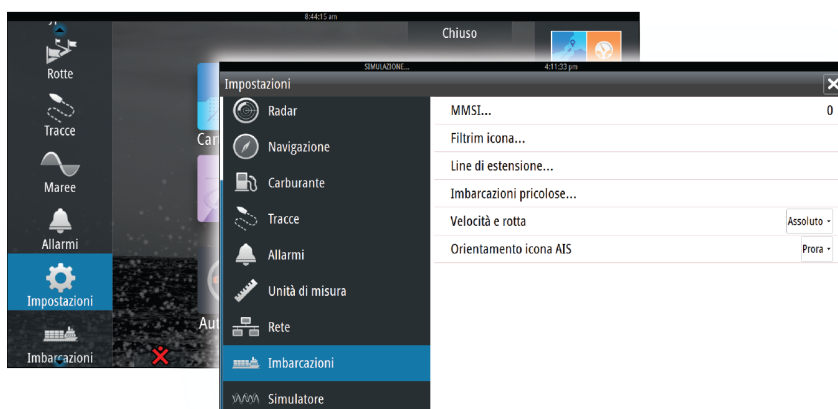 8:44:15 am
Chiuso
Rotte
Tracce
Maree
Allarmi
Impostazioni
Imbarcazioni
Car
Aut
SIMULAZIONE...
4:11:33 pm
Impostazioni
Radar
Navigazione
Carburante
Tracce
Allarmi
Unità di misura
Rete
Imbarcazioni
Simulatore
MMSI... 0
Filtrim icona...
Line di estensione...
Imbarcazioni pricolose...
Velocità e rotta Assoluto
Orientamento icona AIS Prora